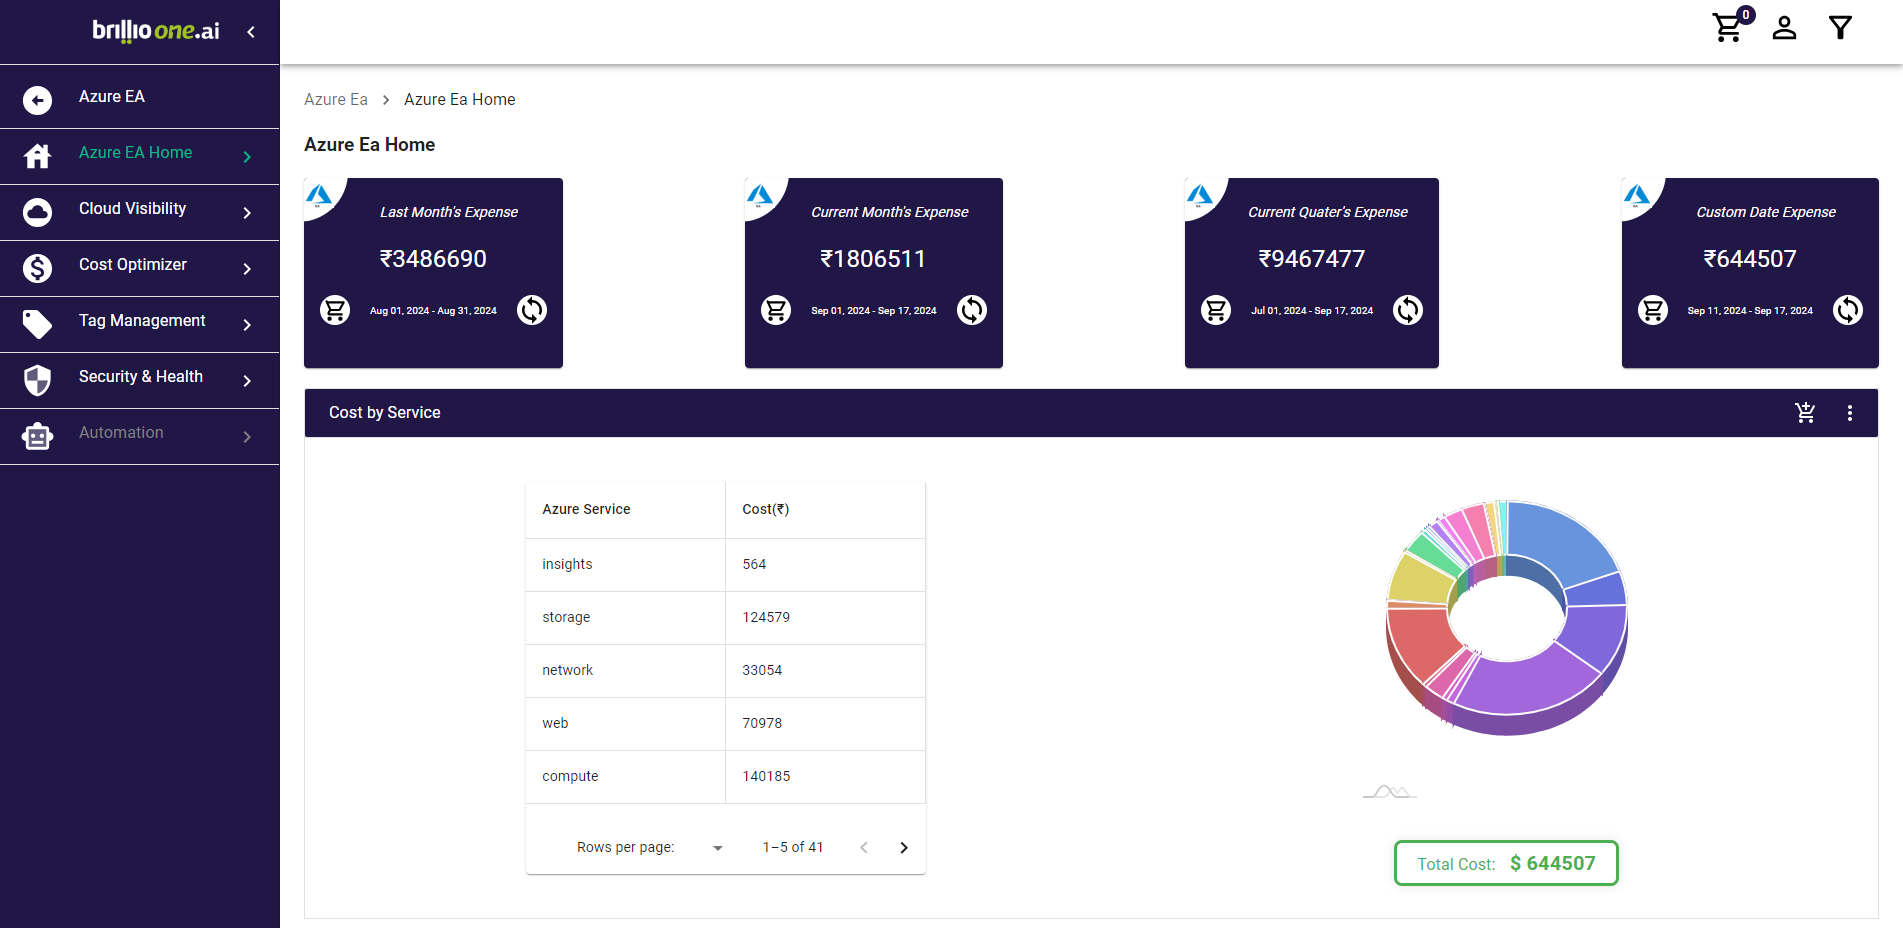 brillio one.ai
0
Azure EA
Azure EA Home
Cloud Visibility
Cost Optimizer
Tag Management
Security & Health
Automation
Azure Ea > Azure Ea Home
Azure Ea Home
Last Month's Expense
₹3486690
Aug 01, 2024 - Aug 31, 2024
Current Month's Expense
₹1806511
Sep 01, 2024 - Sep 17, 2024
Current Quater's Expense
₹9467477
Jul 01, 2024 - Sep 17, 2024
Custom Date Expense
₹644507
Sep 11, 2024 - Sep 17, 2024
Cost by Service
Azure Service Cost(₹)
insights 564
storage 124579
network 33054
web 70978
compute 140185
Rows per page: 1–5 of 41
Total Cost: $ 644507